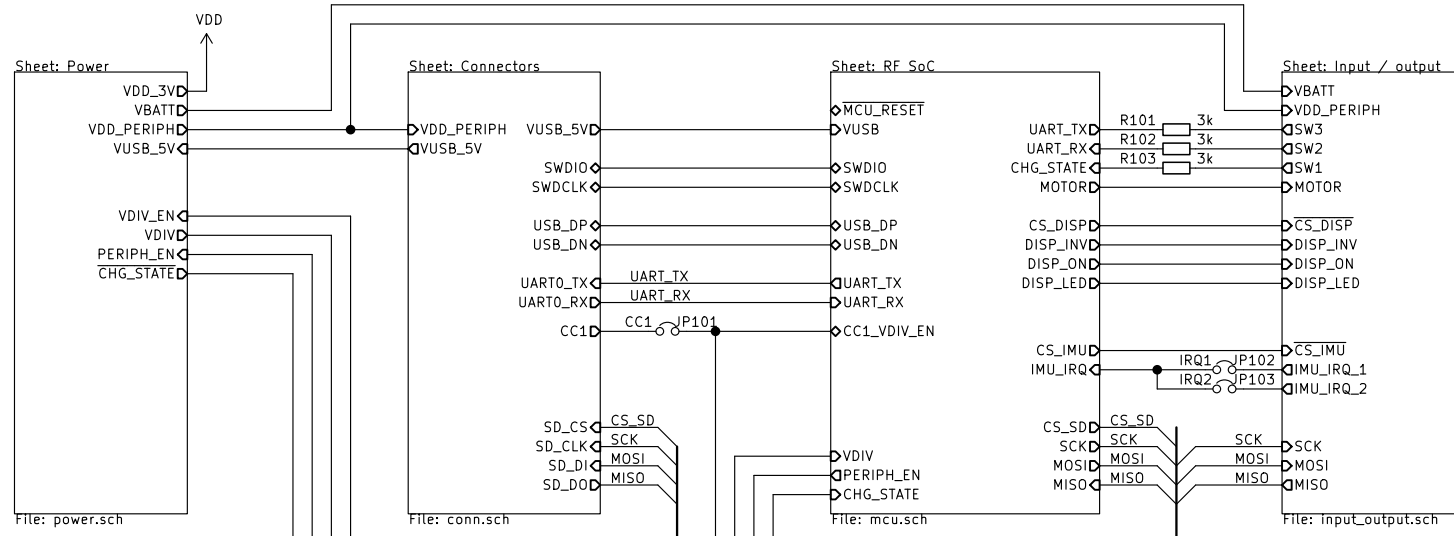 VDD
Sheet: Power
VDD_3V
VBATT
VDD_PERIPH
VUSB_5V
VDIV_EN
VDIV
PERIPH_EN
CHG_STATE
File: power.sch
Sheet: Connectors
VDD_PERIPH
VUSB_5V
VUSB_5V
SWDIO
SWDCLK
USB_DP
USB_DN
UART0_TX
UART0_RX
CC1
SD_CS
SD_CLK
SD_DI
SD_DO
File: conn.sch
UART_TX
UART_RX
CC1 JP101
CS_SD
SCK
MOSI
MISO
Sheet: RF SoC
MCU_RESET
VUSB
SWDIO
SWDCLK
USB_DP
USB_DN
UART_TX
UART_RX
CC1_VDIV_EN
VDIV
PERIPH_EN
CHG_STATE
UART_TX
UART_RX
CHG_STATE
MOTOR
CS_DISP
DISP_INV
DISP_ON
DISP_LED
CS_IMU
IMU_IRQ
CS_SD
SCK
MOSI
MISO
File: mcu.sch
R101 3k
R102 3k
R103 3k
IRQ1 JP102
IRQ2 JP103
CS_SD
SCK
MOSI
MISO
SCK
MOSI
MISO
Sheet: Input / output
VBATT
VDD_PERIPH
SW3
SW2
SW1
MOTOR
CS_DISP
DISP_INV
DISP_ON
DISP_LED
CS_IMU
IMU_IRQ_1
IMU_IRQ_2
SCK
MOSI
MISO
File: input_output.sch